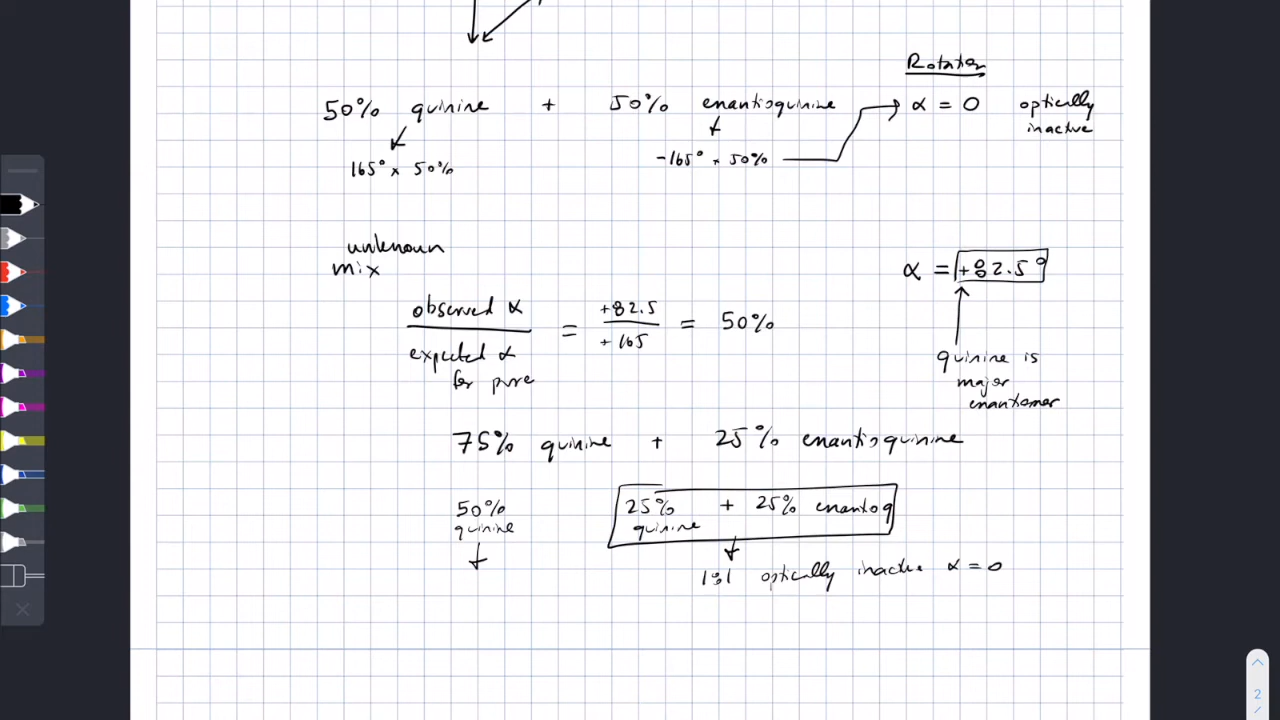 Rotation
50% quinine + 50% enantioquinine α = 0 optically
inactive
165° x 50%
-165° x 50%
unknown
mix
α = +82.5°
observed α
expected α
for pure
= +82.5
+165
= 50%
quinine is
major
enantiomer
75% quinine + 25% enantioquinine
50%
quinine
25% + 25% enantoq
quinine
1:1 optically inactive α = 0
2